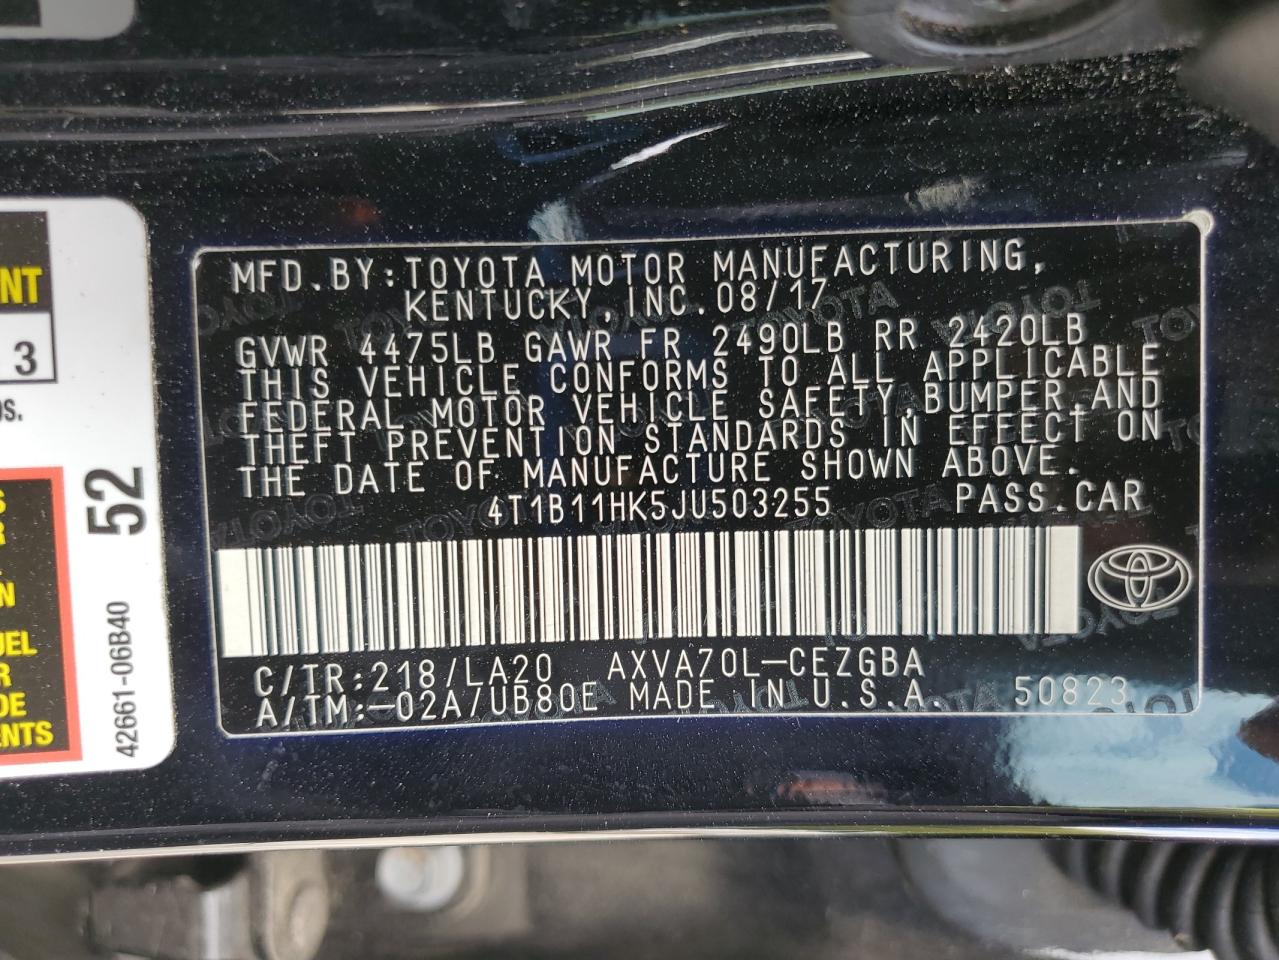 MFD.BY:TOYOTA MOTOR MANUFACTURING,
KENTUCKY,INC.08/17
GVWR 4475LB GAWR FR 2490LB RR 2420LB
THIS VEHICLE CONFORMS TO ALL APPLICABLE
FEDERAL MOTOR VEHICLE SAFETY,BUMPER,AND
THEFT PREVENTION STANDARDS IN EFFECT ON
THE DATE OF MANUFACTURE SHOWN ABOVE.
4T1B11HK5JU503255 PASS.CAR
C/TR:218/LA20 AXVA70L-CEZGBA
A/TM:-02A/UB80E MADE IN U.S.A. 50823
3
52
42661-06B40